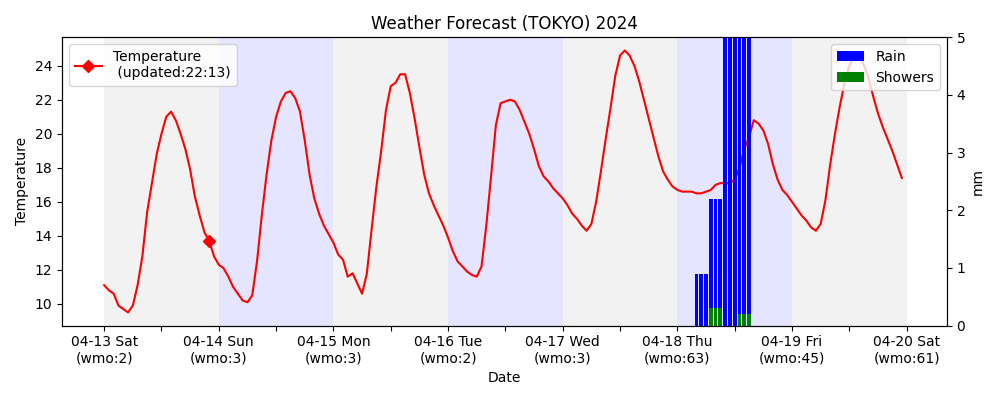 Weather Forecast (TOKYO) 2024
Temperature
(updated:22:13)
Rain
Showers
Temperature
24
22
20
18
16
14
12
10
5
4
3
2
1
0
mm
04-13 Sat
(wmo:2)
04-14 Sun
(wmo:3)
04-15 Mon
(wmo:3)
04-16 Tue
(wmo:2)
04-17 Wed
(wmo:3)
04-18 Thu
(wmo:63)
04-19 Fri
(wmo:45)
04-20 Sat
(wmo:61)
Date